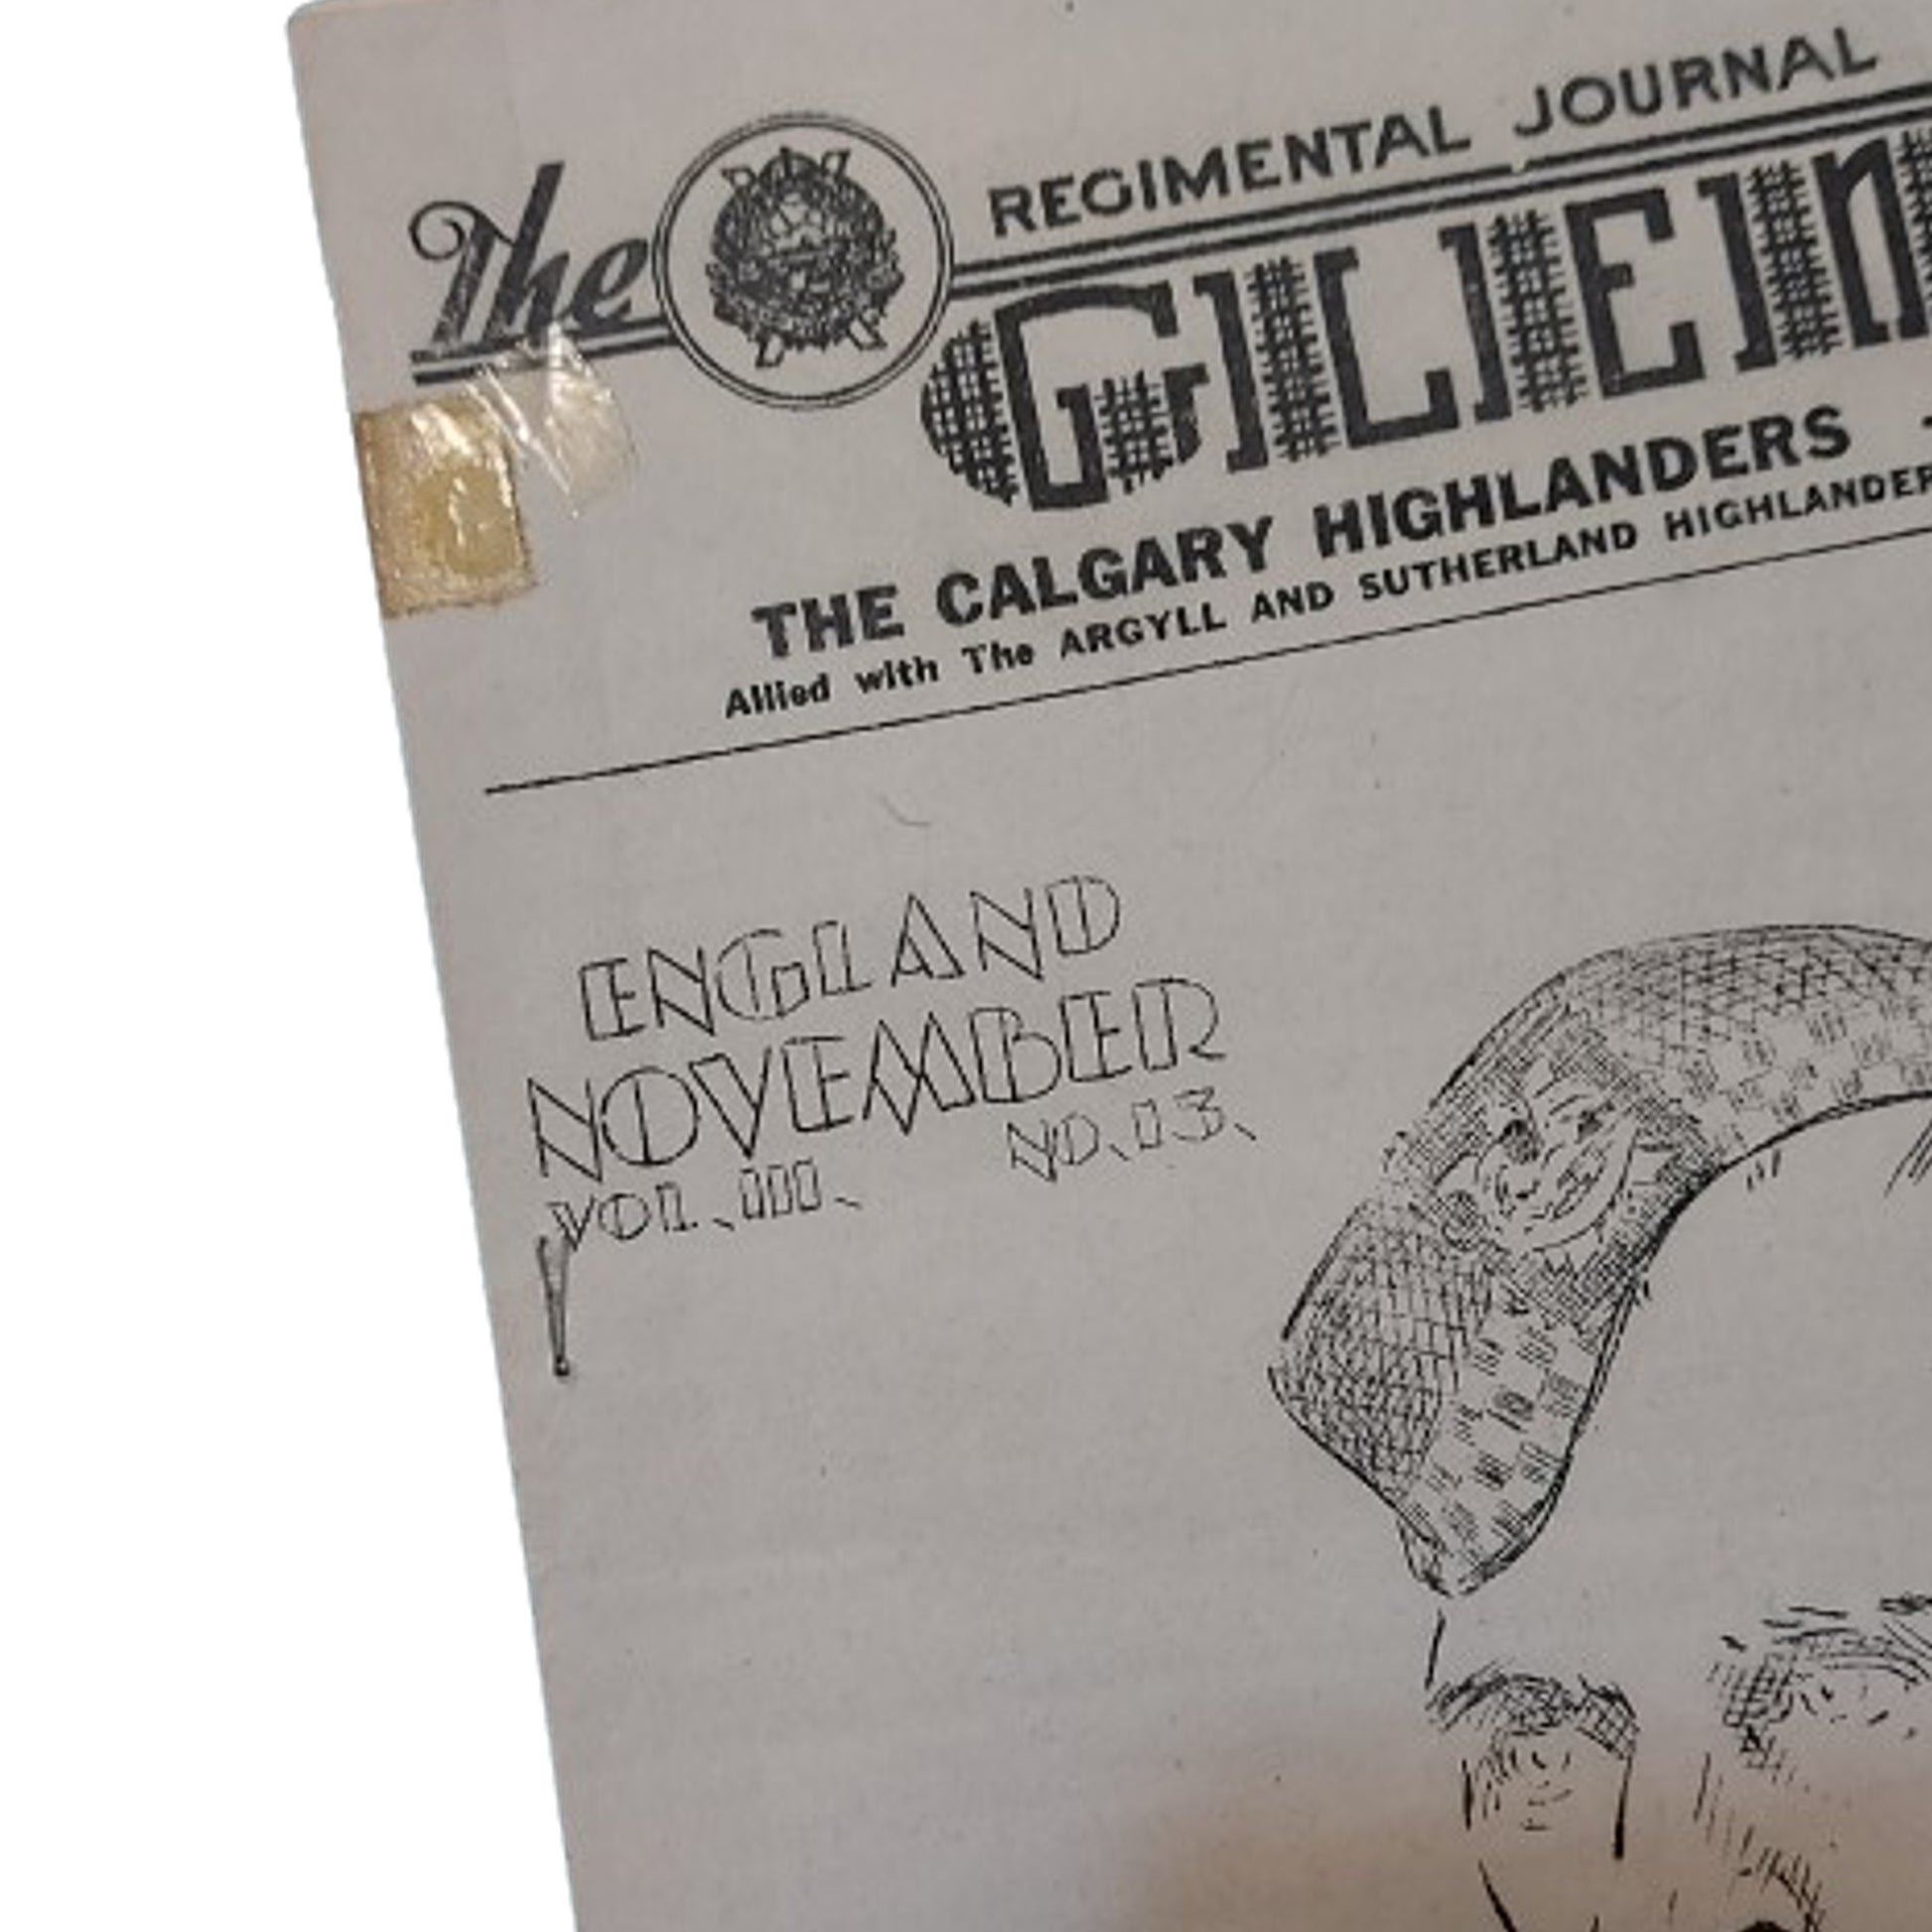 REGIMENTAL JOURNAL
The GLEN
THE CALGARY HIGHLANDERS
Allied with The ARGYLL AND SUTHERLAND HIGHLANDER
ENGLAND
NOVEMBER
VOL. III. NO. 13.